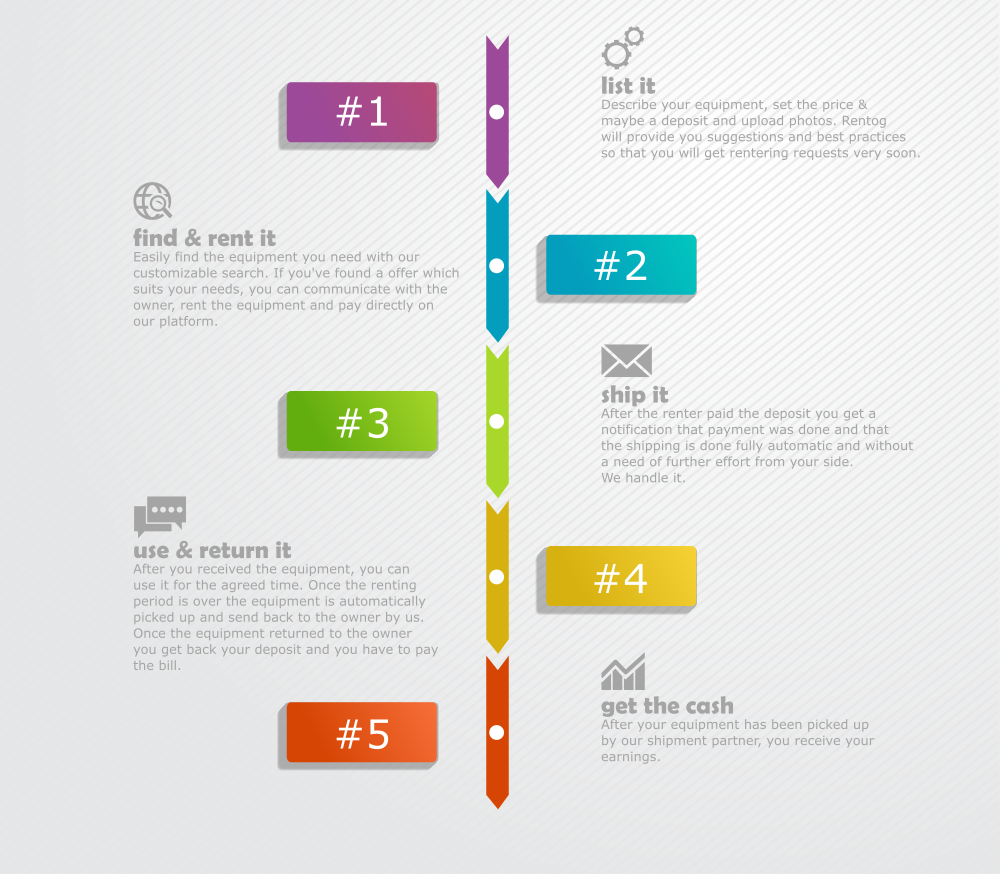 #1
list it
Describe your equipment, set the price &
maybe a deposit and upload photos. Rentog
will provide you suggestions and best practices
so that you will get rentering requests very soon.
find & rent it
Easily find the equipment you need with our
customizable search. If you've found a offer which
suits your needs, you can communicate with the
owner, rent the equipment and pay directly on
our platform.
#2
#3
ship it
After the renter paid the deposit you get a
notification that payment was done and that
the shipping is done fully automatic and without
a need of further effort from your side.
We handle it.
use & return it
After you received the equipment, you can
use it for the agreed time. Once the renting
period is over the equipment is automatically
picked up and send back to the owner by us.
Once the equipment returned to the owner
you get back your deposit and you have to pay
the bill.
#4
#5
get the cash
After your equipment has been picked up
by our shipment partner, you receive your
earnings.